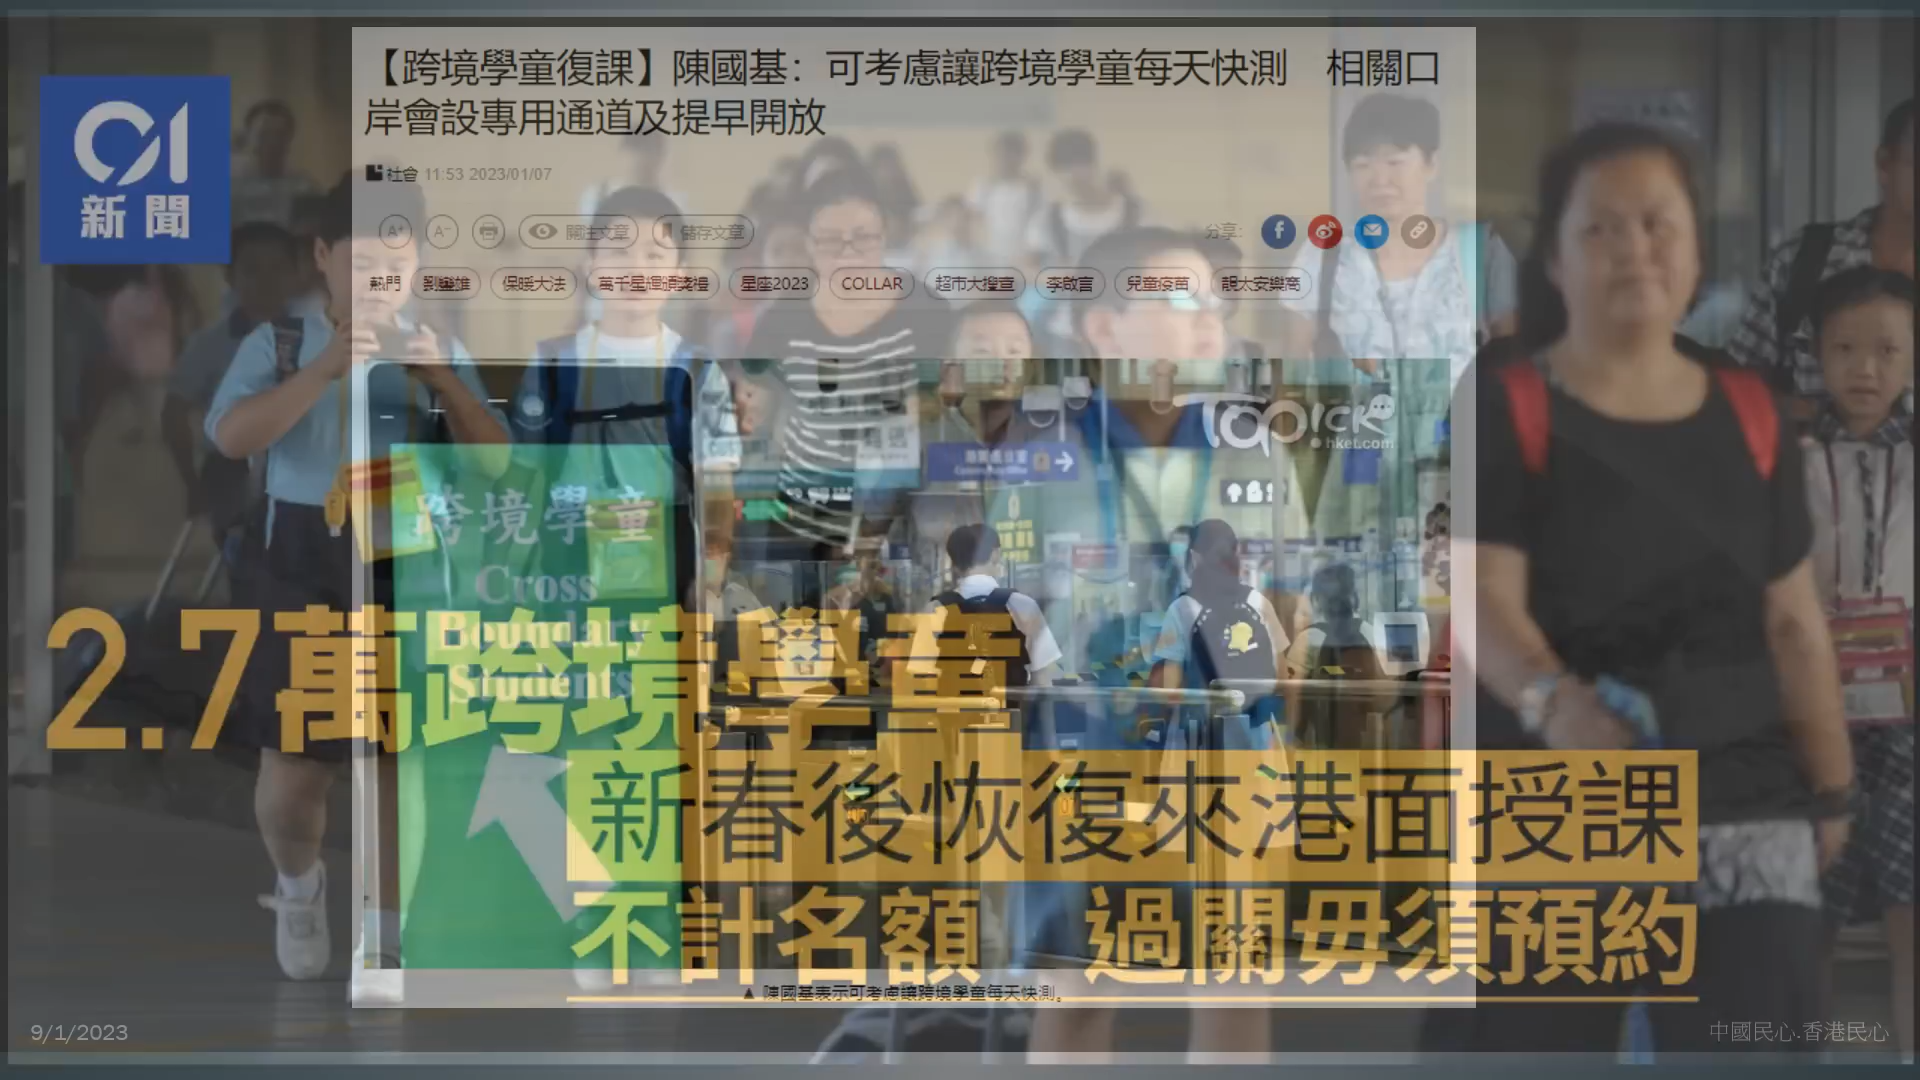 01
新聞
【跨境學童復課】陳國基：可考慮讓跨境學童每天快測　相關口
岸會設專用通道及提早開放
社會 11:53 2023/01/07
A+ A- 關注文章 儲存文章 分享:
熱門 劉鑾雄 保暖大法 萬千星輝頒獎禮 星座2023 COLLAR 超市大搜查 李啟言 兒童疫苗 靚太安樂窩
TOPick
hket.com
跨境學童
Cross
Boundary
Students
2.7萬跨境學童
新春後恢復來港面授課
不計名額　過關毋須預約
▲ 陳國基表示可考慮讓跨境學童每天快測。
9/1/2023
中國民心.香港民心